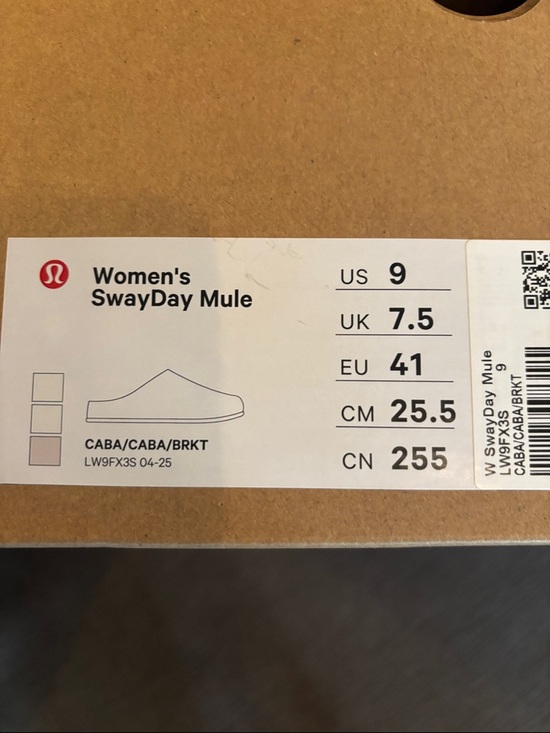 Women's
SwayDay Mule
CABA/CABA/BRKT
LW9FX3S 04-25
US 9
UK 7.5
EU 41
CM 25.5
CN 255
W SwayDay Mule
LW9FX3S 9
CABA/CABA/BRKT